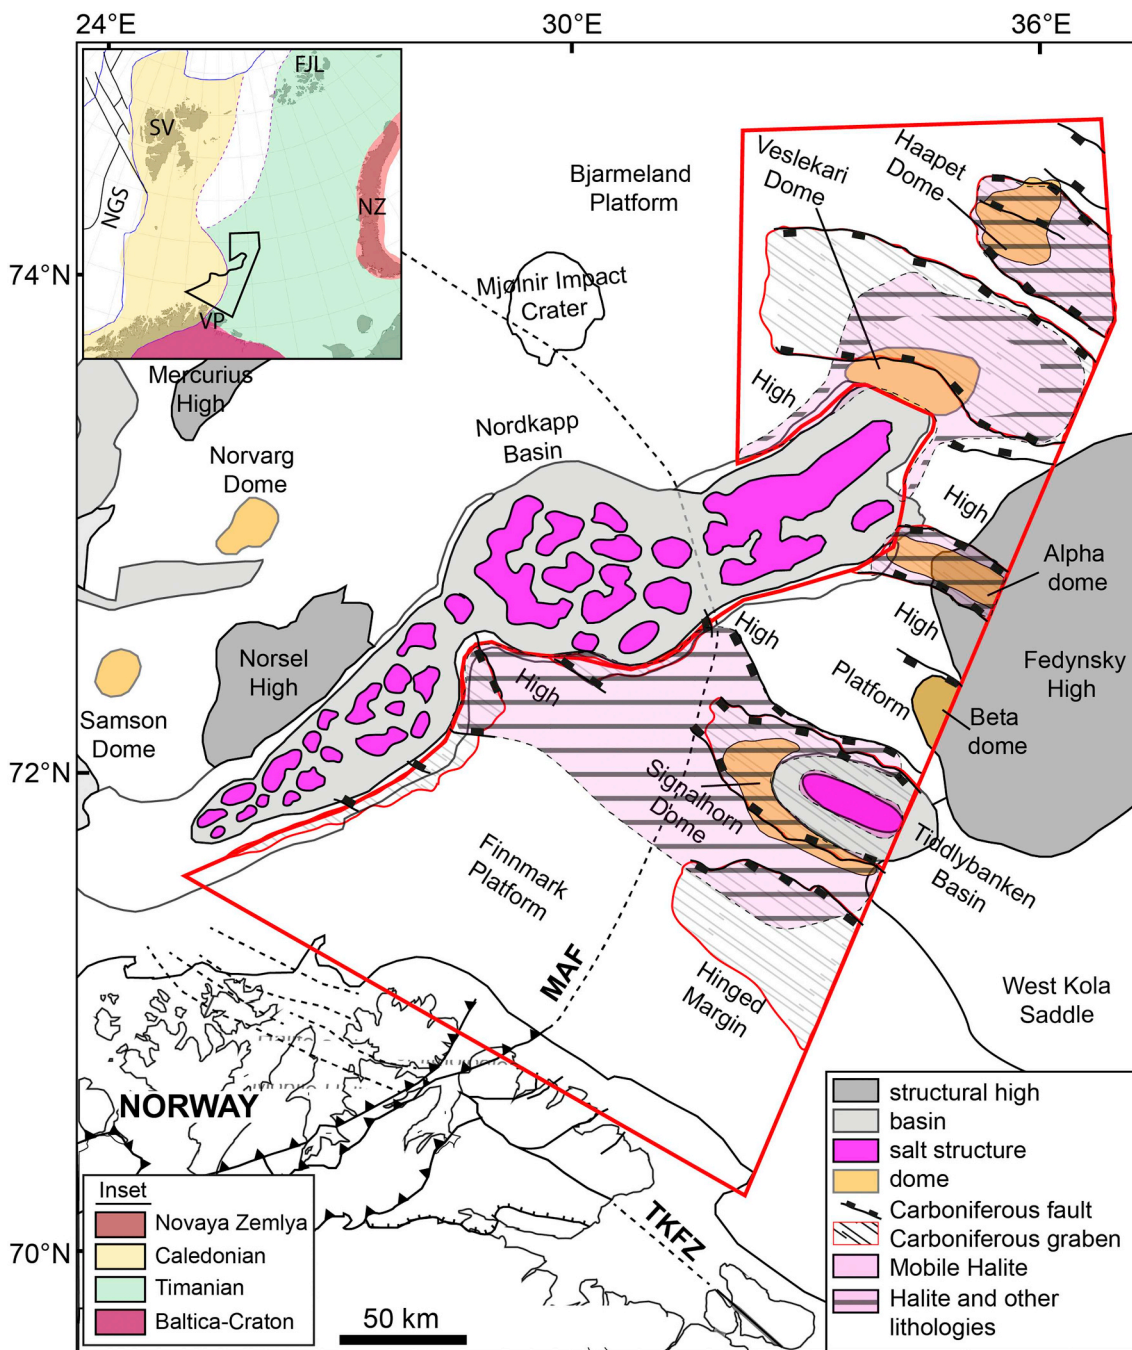 24°E
30°E
36°E
74°N
72°N
70°N
FJL
SV
NGS
NZ
VP
Bjarmeland
Platform
Veslekari
Dome
Haapet
Dome
Mjølnir Impact
Crater
Mercurius
High
High
Nordkapp
Basin
Norvarg
Dome
High
Alpha
dome
High
High
Norsel
High
High
Platform
Fedynsky
High
Samson
Dome
Beta
dome
Signalhorn
Dome
Tiddlybanken
Basin
Finnmark
Platform
MAF
Hinged
Margin
West Kola
Saddle
NORWAY
TKFZ
Inset
Novaya Zemlya
Caledonian
Timanian
Baltica-Craton
50 km
structural high
basin
salt structure
dome
Carboniferous fault
Carboniferous graben
Mobile Halite
Halite and other
lithologies